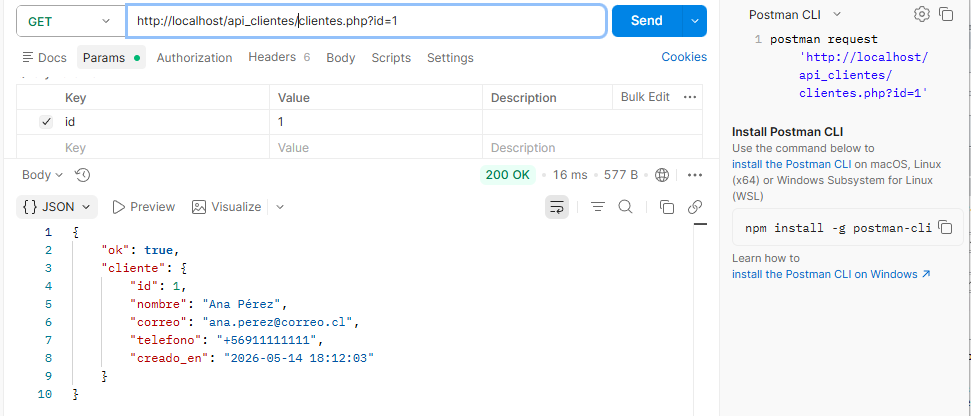 GET http://localhost/api_clientes/clientes.php?id=1 Send
Docs Params Authorization Headers 6 Body Scripts Settings Cookies
Key Value Description Bulk Edit
id 1
Key Value Description
Body 200 OK • 16 ms • 577 B
{} JSON Preview Visualize
1 {
2 "ok": true,
3 "cliente": {
4 "id": 1,
5 "nombre": "Ana Pérez",
6 "correo": "ana.perez@correo.cl",
7 "telefono": "+56911111111",
8 "creado_en": "2026-05-14 18:12:03"
9 }
10 }
Postman CLI
1 postman request
'http://localhost/
api_clientes/
clientes.php?id=1'
Install Postman CLI
Use the command below to
install the Postman CLI on macOS, Linux
(x64) or Windows Subsystem for Linux
(WSL)
npm install -g postman-cli
Learn how to
install the Postman CLI on Windows ↗